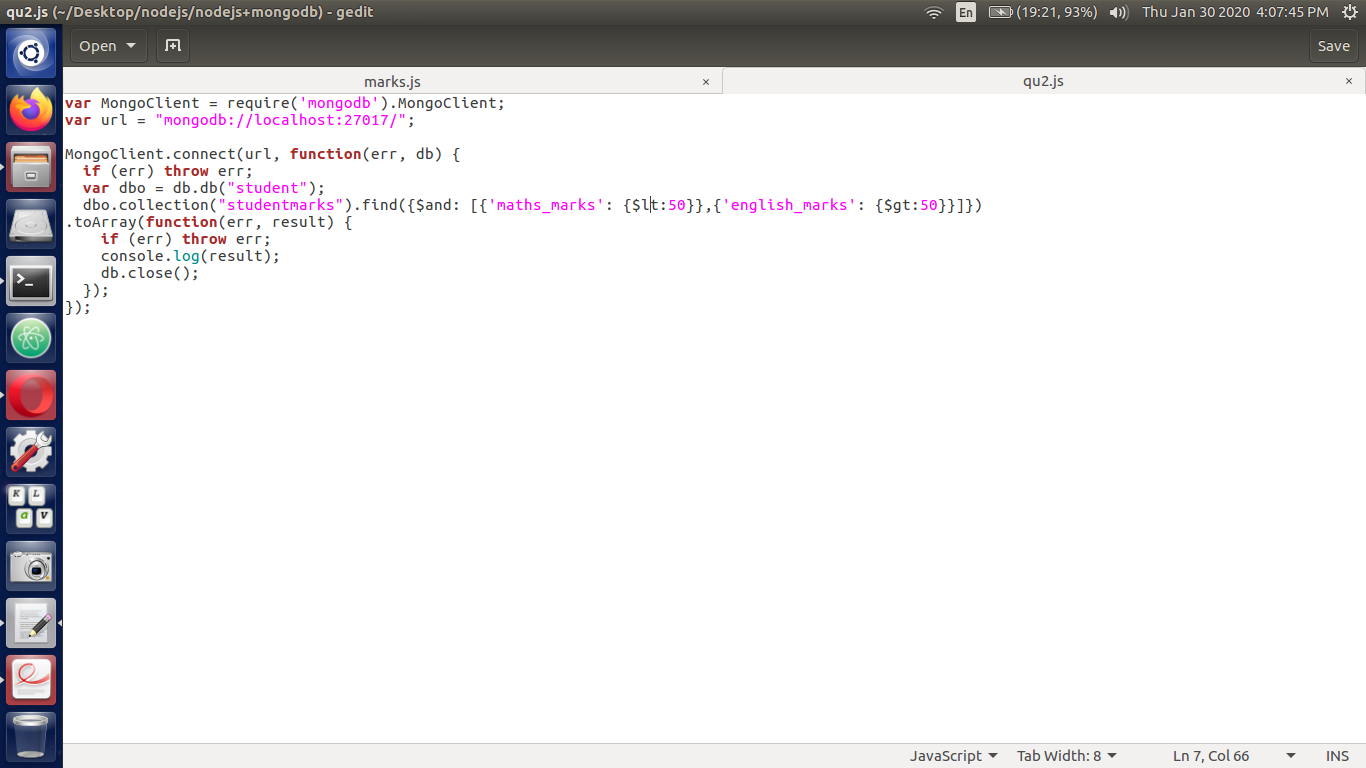 qu2.js (~/Desktop/nodejs/nodejs+mongodb) - gedit
En
(19:21, 93%)
Thu Jan 30 2020 4:07:45 PM
Open
Save
marks.js ×
qu2.js ×
var MongoClient = require('mongodb').MongoClient;
var url = "mongodb://localhost:27017/";
MongoClient.connect(url, function(err, db) {
  if (err) throw err;
  var dbo = db.db("student");
  dbo.collection("studentmarks").find({$and: [{'maths_marks': {$lt:50}},{'english_marks': {$gt:50}}]})
.toArray(function(err, result) {
    if (err) throw err;
    console.log(result);
    db.close();
  });
});
K L
a V
JavaScript
Tab Width: 8
Ln 7, Col 66
INS